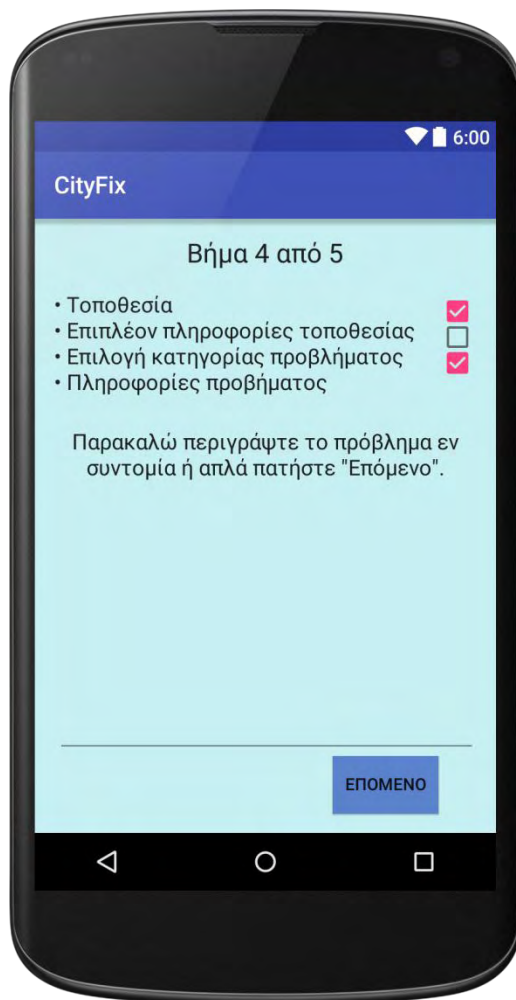 6:00
CityFix
Βήμα 4 από 5
• Τοποθεσία
• Επιπλέον πληροφορίες τοποθεσίας
• Επιλογή κατηγορίας προβλήματος
• Πληροφορίες προβήματος
Παρακαλώ περιγράψτε το πρόβλημα εν
συντομία ή απλά πατήστε "Επόμενο".
ΕΠΟΜΕΝΟ